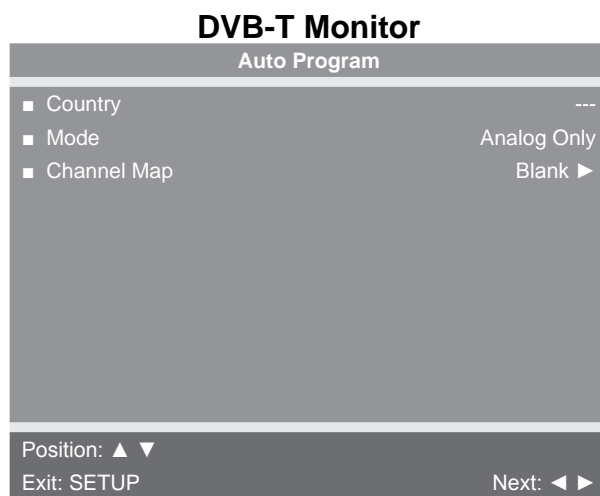 DVB-T Monitor
Auto Program
■ Country ---
■ Mode Analog Only
■ Channel Map Blank ►
Position: ▲ ▼
Exit: SETUP Next: ◄ ►